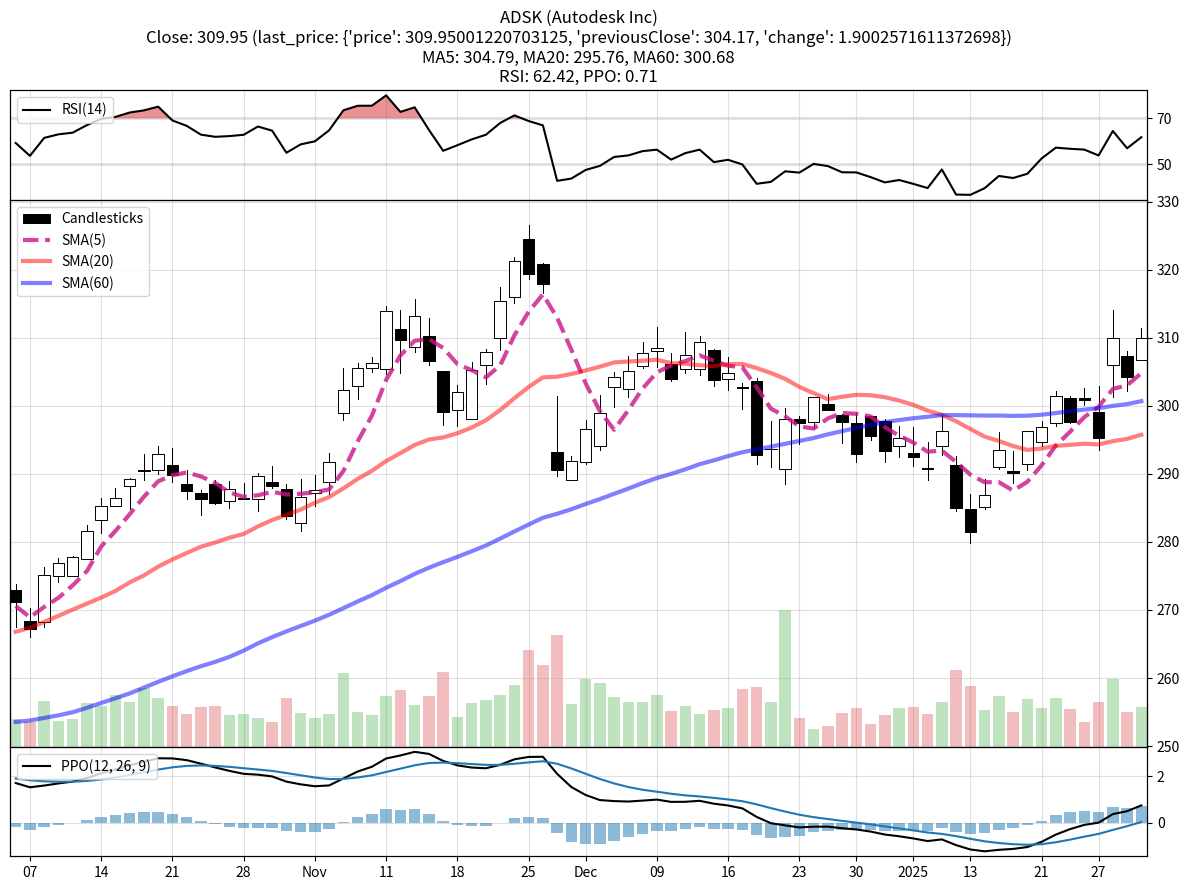 ADSK (Autodesk Inc)
Close: 309.95 (last_price: {'price': 309.95001220703125, 'previousClose': 304.17, 'change': 1.9002571611372698})
MA5: 304.79, MA20: 295.76, MA60: 300.68
RSI: 62.42, PPO: 0.71
RSI(14)
70
50
330
Candlesticks
SMA(5)
SMA(20)
SMA(60)
320
310
300
290
280
270
260
250
PPO(12, 26, 9)
2
0
07 14 21 28 Nov 11 18 25 Dec 09 16 23 30 2025 13 21 27